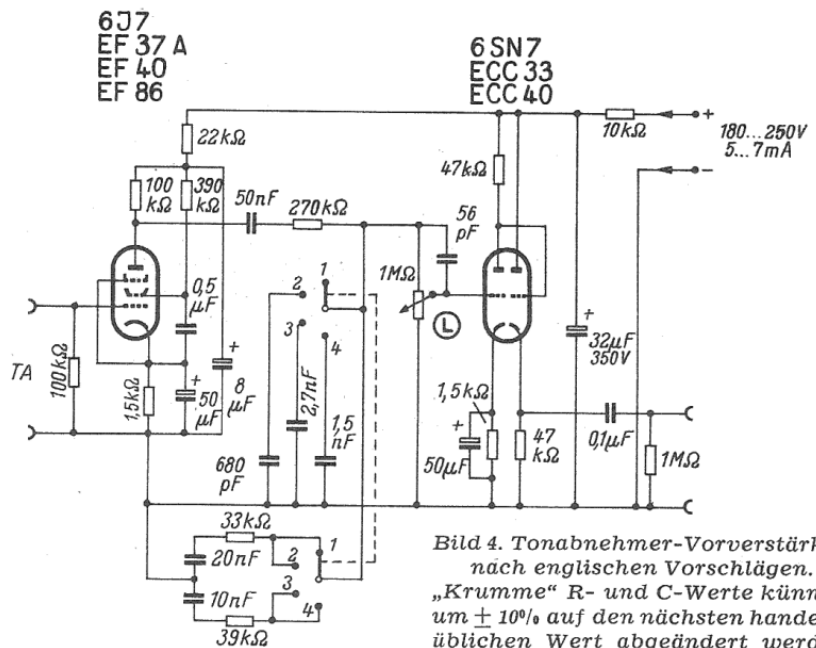 6J7
EF 37 A
EF 40
EF 86
6 SN7
ECC 33
ECC 40
22kΩ
10kΩ
+
180...250V
5...7mA
−
100
kΩ
390
kΩ
50nF
270kΩ
47kΩ
56
pF
1MΩ
L
0,5
µF
TA
100kΩ
1,5kΩ
+
50
µF
+
8
µF
1
2
3
4
680
pF
2,7nF
1,5
nF
+
32µF
350V
1,5kΩ
+
50µF
47
kΩ
0,1µF
1MΩ
33kΩ
20nF
10nF
39kΩ
1
2
3
4
Bild 4. Tonabnehmer-Vorverstärk
nach englischen Vorschlägen.
„Krumme“ R- und C-Werte künn
um ± 10% auf den nächsten hande
üblichen Wert abgeändert werd